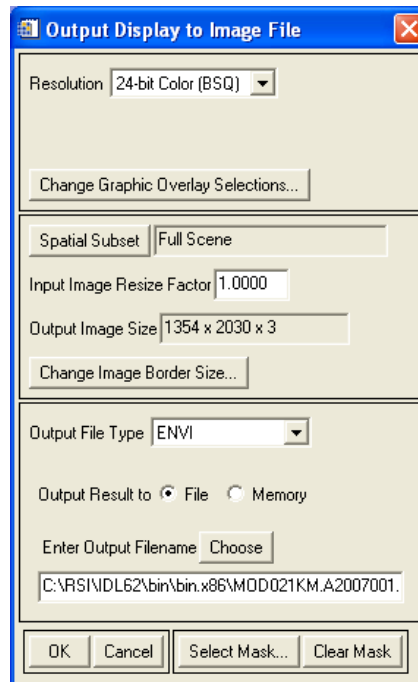 Output Display to Image File
Resolution 24-bit Color (BSQ)
Change Graphic Overlay Selections...
Spatial Subset Full Scene
Input Image Resize Factor 1.0000
Output Image Size 1354 x 2030 x 3
Change Image Border Size...
Output File Type ENVI
Output Result to File Memory
Enter Output Filename Choose
C:\RSI\IDL62\bin\bin.x86\MOD021KM.A2007001.
OK Cancel Select Mask... Clear Mask